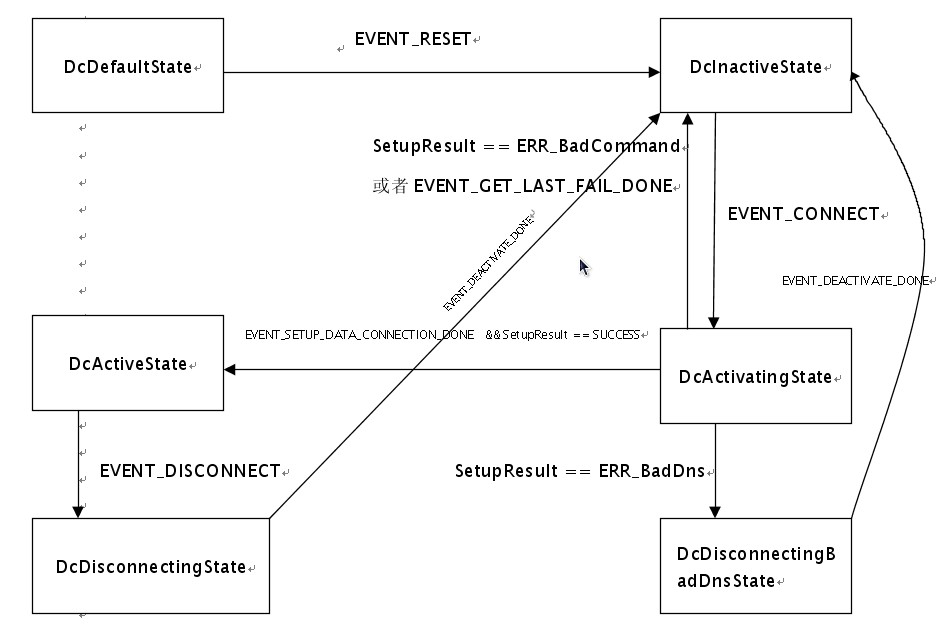 EVENT_RESET
DcDefaultState
DcInactiveState
SetupResult == ERR_BadCommand
或者 EVENT_GET_LAST_FAIL_DONE
EVENT_CONNECT
EVENT_DEACTIVATE_DONE
EVENT_DEACTIVATE_DONE
EVENT_SETUP_DATA_CONNECTION_DONE &&SetupResult == SUCCESS
DcActiveState
DcActivatingState
EVENT_DISCONNECT
SetupResult == ERR_BadDns
DcDisconnectingState
DcDisconnectingB
adDnsState